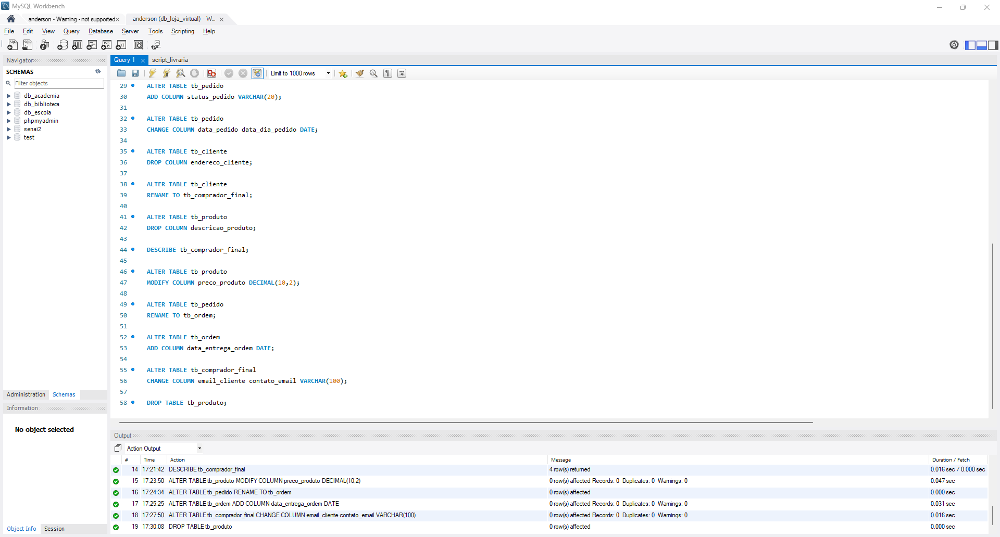 MySQL Workbench
anderson - Warning - not supported
anderson (db_loja_virtual) - W...
File Edit View Query Database Server Tools Scripting Help
Navigator
SCHEMAS
Filter objects
db_academia
db_biblioteca
db_escola
phpmyadmin
senai2
test
Administration Schemas
Information
No object selected
Object Info Session
Query 1 script_livraria
Limit to 1000 rows
29 ALTER TABLE tb_pedido
30 ADD COLUMN status_pedido VARCHAR(20);
31
32 ALTER TABLE tb_pedido
33 CHANGE COLUMN data_pedido data_dia_pedido DATE;
34
35 ALTER TABLE tb_cliente
36 DROP COLUMN endereco_cliente;
37
38 ALTER TABLE tb_cliente
39 RENAME TO tb_comprador_final;
40
41 ALTER TABLE tb_produto
42 DROP COLUMN descricao_produto;
43
44 DESCRIBE tb_comprador_final;
45
46 ALTER TABLE tb_produto
47 MODIFY COLUMN preco_produto DECIMAL(10,2);
48
49 ALTER TABLE tb_pedido
50 RENAME TO tb_ordem;
51
52 ALTER TABLE tb_ordem
53 ADD COLUMN data_entrega_ordem DATE;
54
55 ALTER TABLE tb_comprador_final
56 CHANGE COLUMN email_cliente contato_email VARCHAR(100);
57
58 DROP TABLE tb_produto;
Output
Action Output
# Time Action Message Duration / Fetch
14 17:21:42 DESCRIBE tb_comprador_final 4 row(s) returned 0.016 sec / 0.000 sec
15 17:23:50 ALTER TABLE tb_produto MODIFY COLUMN preco_produto DECIMAL(10,2) 0 row(s) affected Records: 0 Duplicates: 0 Warnings: 0 0.047 sec
16 17:24:34 ALTER TABLE tb_pedido RENAME TO tb_ordem 0 row(s) affected 0.000 sec
17 17:25:25 ALTER TABLE tb_ordem ADD COLUMN data_entrega_ordem DATE 0 row(s) affected Records: 0 Duplicates: 0 Warnings: 0 0.031 sec
18 17:27:50 ALTER TABLE tb_comprador_final CHANGE COLUMN email_cliente contato_email VARCHAR(100) 0 row(s) affected Records: 0 Duplicates: 0 Warnings: 0 0.016 sec
19 17:30:08 DROP TABLE tb_produto 0 row(s) affected 0.000 sec